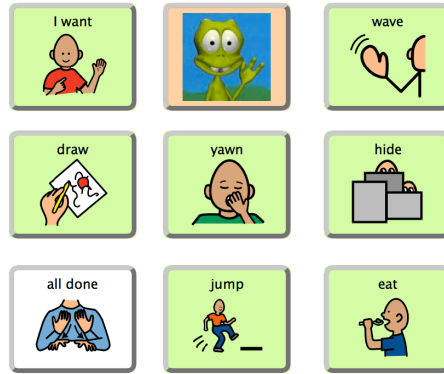 I want
wave
draw
yawn
hide
all done
jump
eat